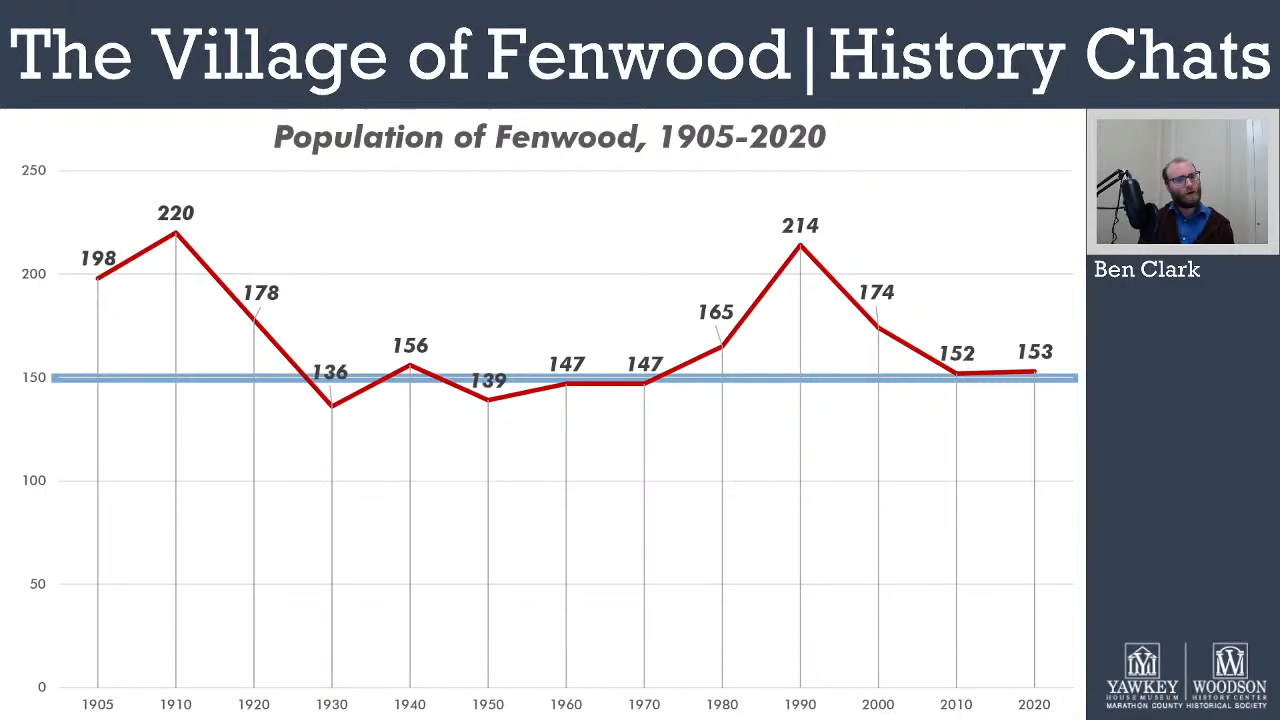 The Village of Fenwood|History Chats
Population of Fenwood, 1905-2020
250
200
150
100
50
0
198
220
178
136
156
139
147
147
165
214
174
152
153
1905 1910 1920 1930 1940 1950 1960 1970 1980 1990 2000 2010 2020
Ben Clark
YAWKEY
HOUSE MUSEUM
WOODSON
HISTORY CENTER
MARATHON COUNTY HISTORICAL SOCIETY